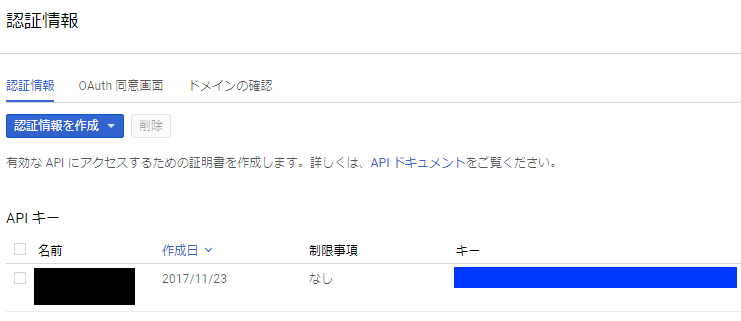 認証情報
認証情報 OAuth 同意画面 ドメインの確認
認証情報を作成 削除
有効な API にアクセスするための証明書を作成します。詳しくは、API ドキュメントをご覧ください。
API キー
名前 作成日 制限事項 キー
2017/11/23 なし